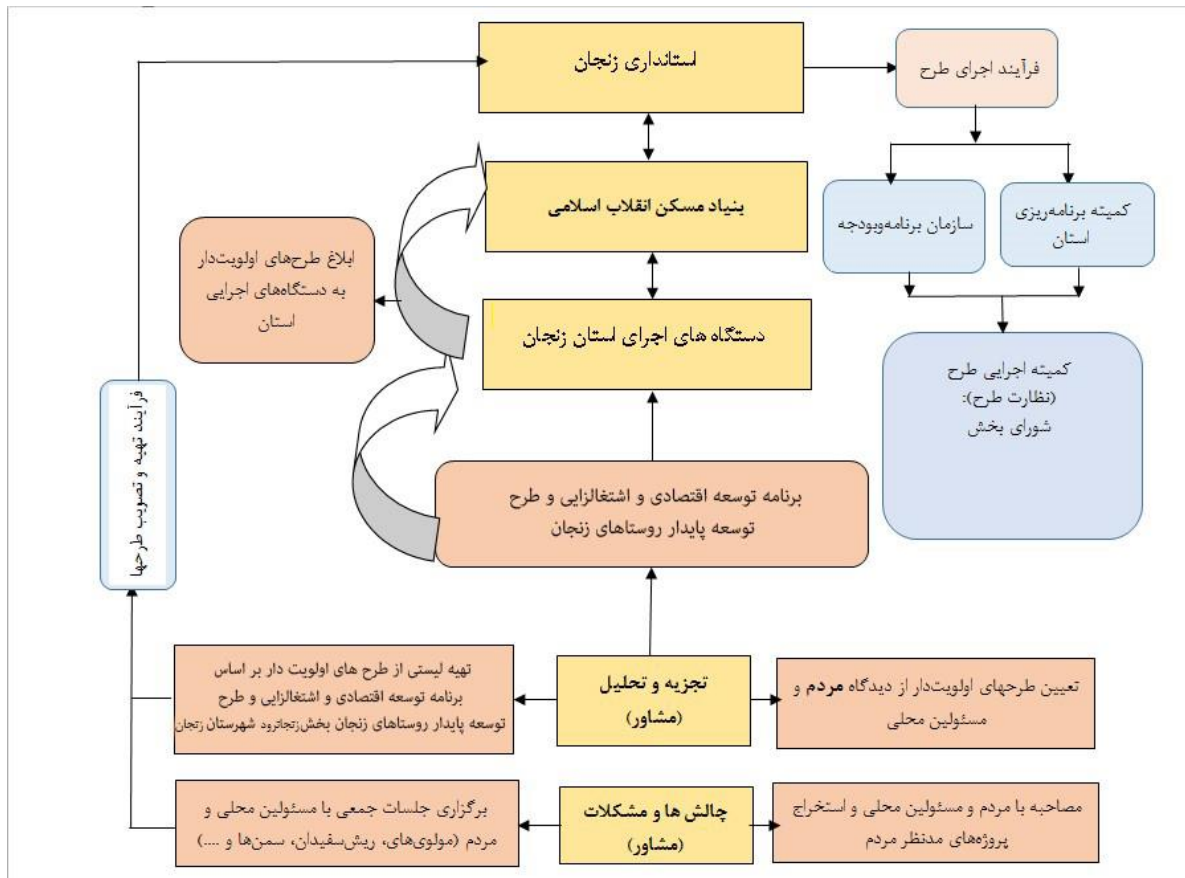 استانداری زنجان
فرآیند اجرای طرح
بنیاد مسکن انقلاب اسلامی
سازمان برنامه‌وبودجه
کمیته برنامه‌ریزی
استان
ابلاغ طرح‌های اولویت‌دار
به دستگاه‌های اجرایی
استان
دستگاه های اجرای استان زنجان
کمیته اجرایی طرح
(نظارت طرح):
شورای بخش
فرآیند تهیه و تصویب طرحها
برنامه توسعه اقتصادی و اشتغالزایی و طرح
توسعه پایدار روستاهای زنجان
تعیین طرحهای اولویت‌دار از دیدگاه مردم و
مسئولین محلی
تجزیه و تحلیل
(مشاور)
تهیه لیستی از طرح های اولویت دار بر اساس
برنامه توسعه اقتصادی و اشتغالزایی و طرح
توسعه پایدار روستاهای زنجان بخش زنجانرود شهرستان زنجان
مصاحبه با مردم و مسئولین محلی و استخراج
پروژه‌های مدنظر مردم
چالش ها و مشکلات
(مشاور)
برگزاری جلسات جمعی با مسئولین محلی و
مردم (مولوی‌های، ریش‌سفیدان، سمن‌ها و ....)